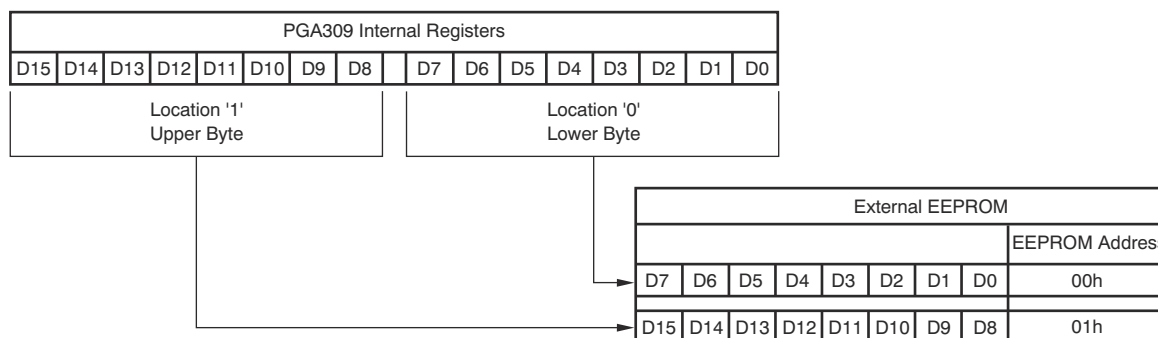 PGA309 Internal Registers
D15 D14 D13 D12 D11 D10 D9 D8 D7 D6 D5 D4 D3 D2 D1 D0
Location '1' Location '0'
Upper Byte Lower Byte
External EEPROM
EEPROM Address
D7 D6 D5 D4 D3 D2 D1 D0 00h
D15 D14 D13 D12 D11 D10 D9 D8 01h